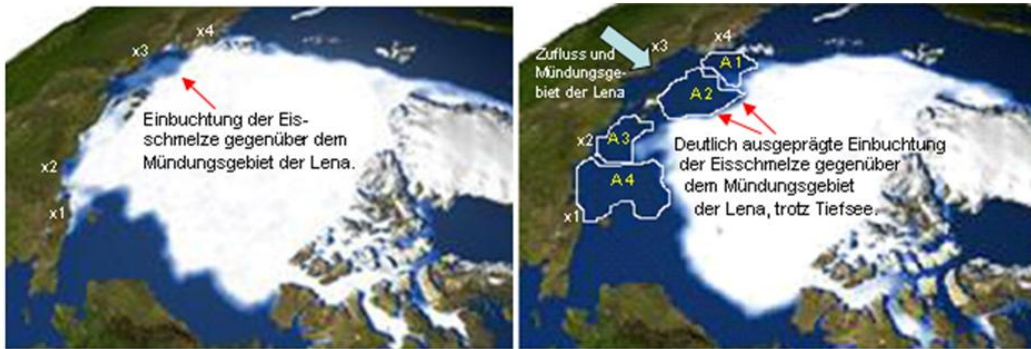 x3
x4
Einbuchtung der Eis-
schmelze gegenüber dem
Mündungsgebiet der Lena.
x2
x1
Zufluss und
Mündungsge-
biet der Lena
x3
x4
A 1
A 2
A 3
x2
A 4
x1
Deutlich ausgeprägte Einbuchtung
der Eisschmelze gegenüber
dem Mündungsgebiet
der Lena, trotz Tiefsee.